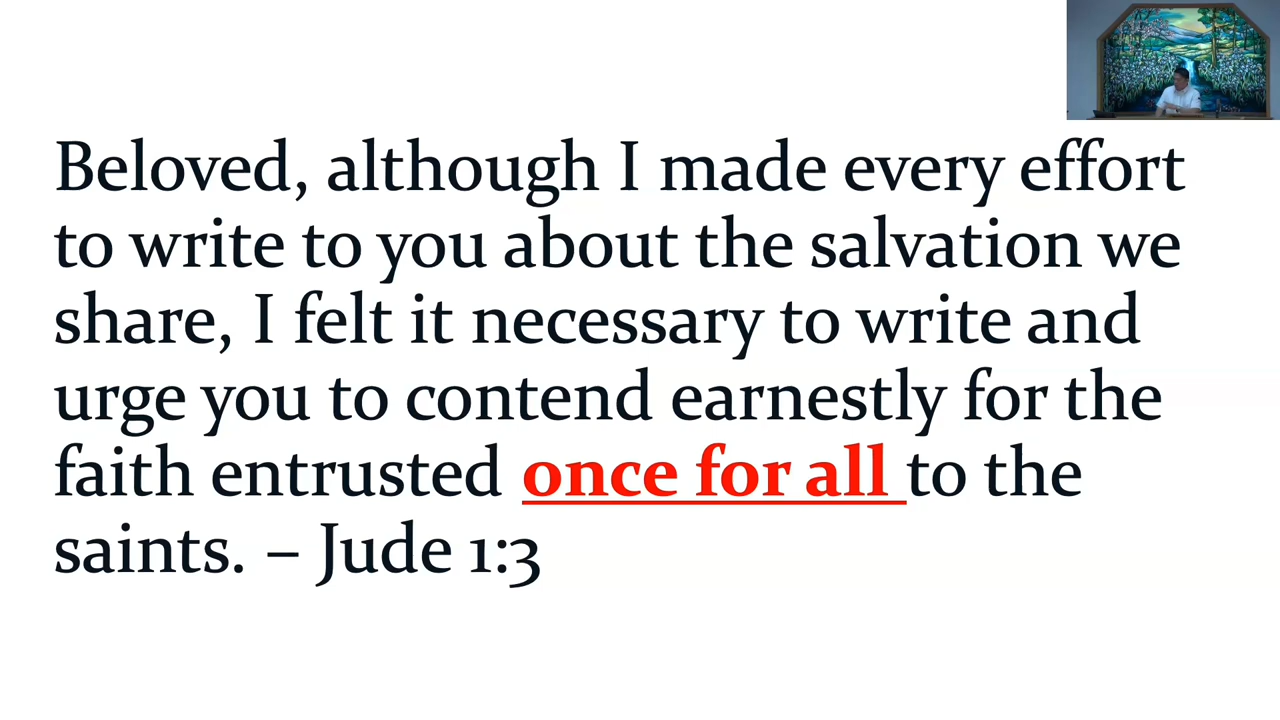 Beloved, although I made every effort
to write to you about the salvation we
share, I felt it necessary to write and
urge you to contend earnestly for the
faith entrusted once for all to the
saints. – Jude 1:3